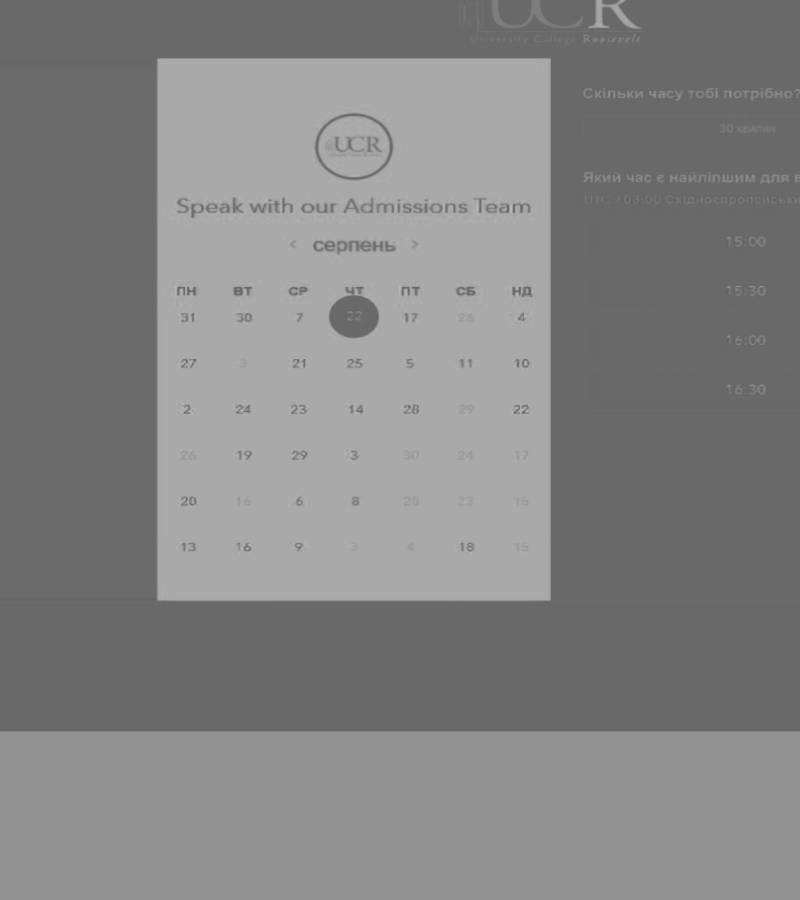 UCR
University College Roosevelt
UCR
Speak with our Admissions Team
< серпень >
ПН ВТ СР ЧТ ПТ СБ НД
31 30 7 22 17 26 4
27 3 21 25 5 11 10
2 24 23 14 28 29 22
26 19 29 3 30 24 17
20 16 6 8 28 23 15
13 16 9 3 4 18 15
Скільки часу тобі потрібно?
30 хвилин
Який час є найліпшим для в
UTC +03:00
15:00
15:30
16:00
16:30